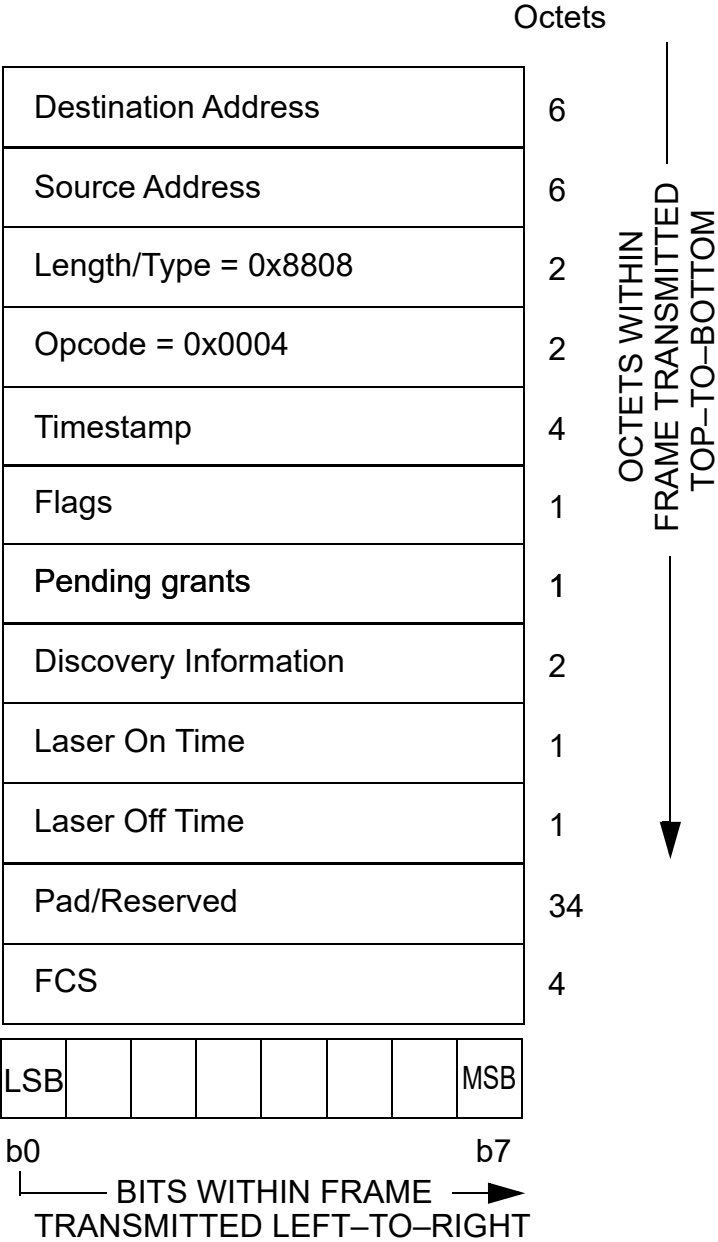 Octets
Destination Address 6
Source Address 6
Length/Type = 0x8808 2
Opcode = 0x0004 2
Timestamp 4
Flags 1
Pending grants 1
Discovery Information 2
Laser On Time 1
Laser Off Time 1
Pad/Reserved 34
FCS 4
OCTETS WITHIN
FRAME TRANSMITTED
TOP–TO–BOTTOM
LSB MSB
b0 b7
BITS WITHIN FRAME
TRANSMITTED LEFT–TO–RIGHT